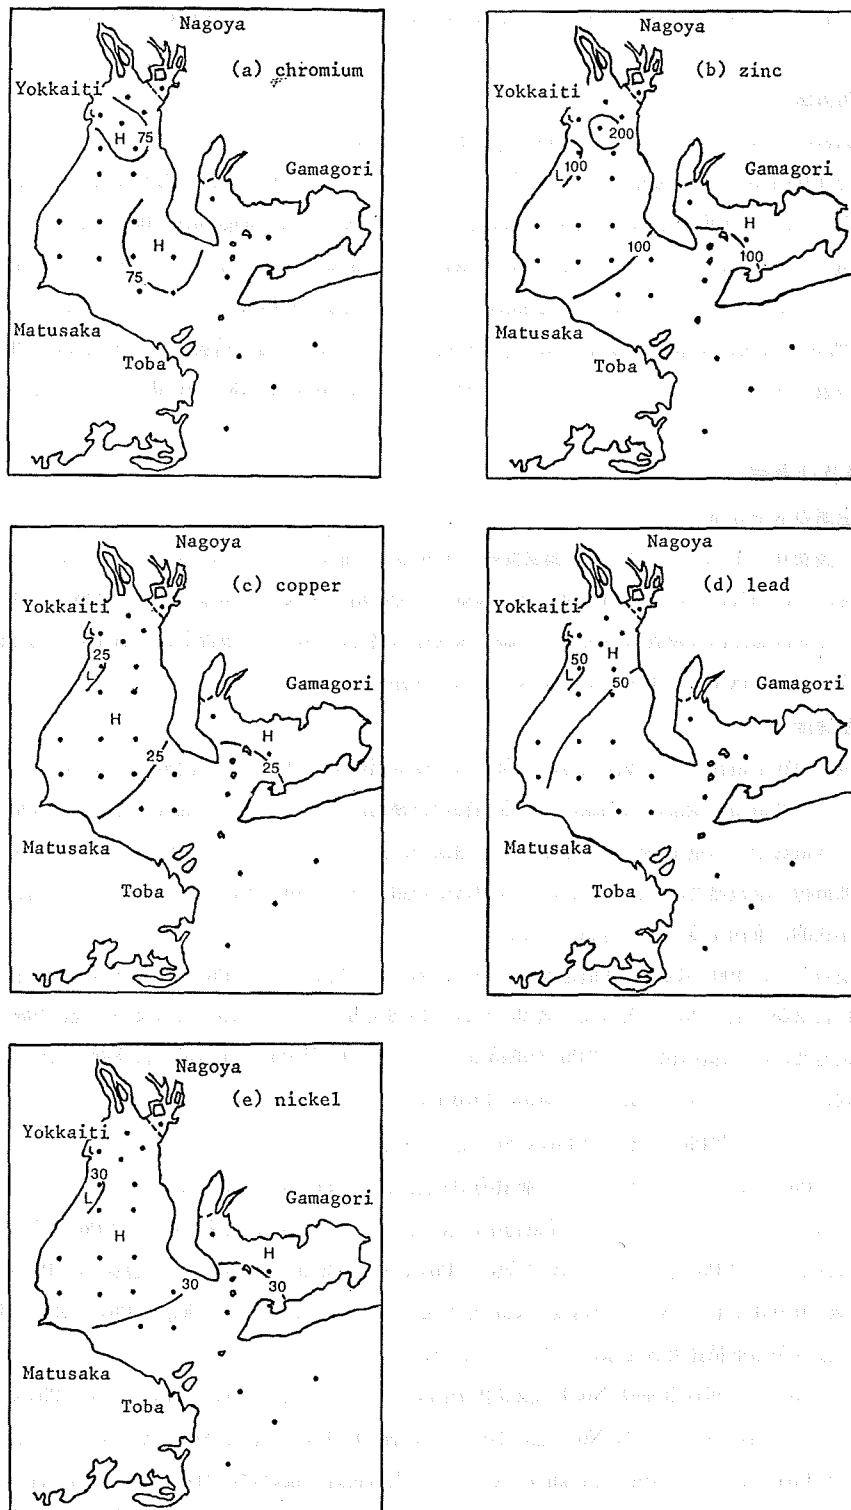 Nagoya
(a) chromium
Yokkaiti
75
H
Gamagori
H
75
Matusaka
Toba
Nagoya
(b) zinc
Yokkaiti
200
100
L
Gamagori
H
100
100
Matusaka
Toba
Nagoya
(c) copper
Yokkaiti
25
L
Gamagori
H
H
25
25
Matusaka
Toba
Nagoya
(d) lead
Yokkaiti
H
50
L
50
Gamagori
Matusaka
Toba
Nagoya
(e) nickel
Yokkaiti
30
L
Gamagori
H
H
30
30
Matusaka
Toba